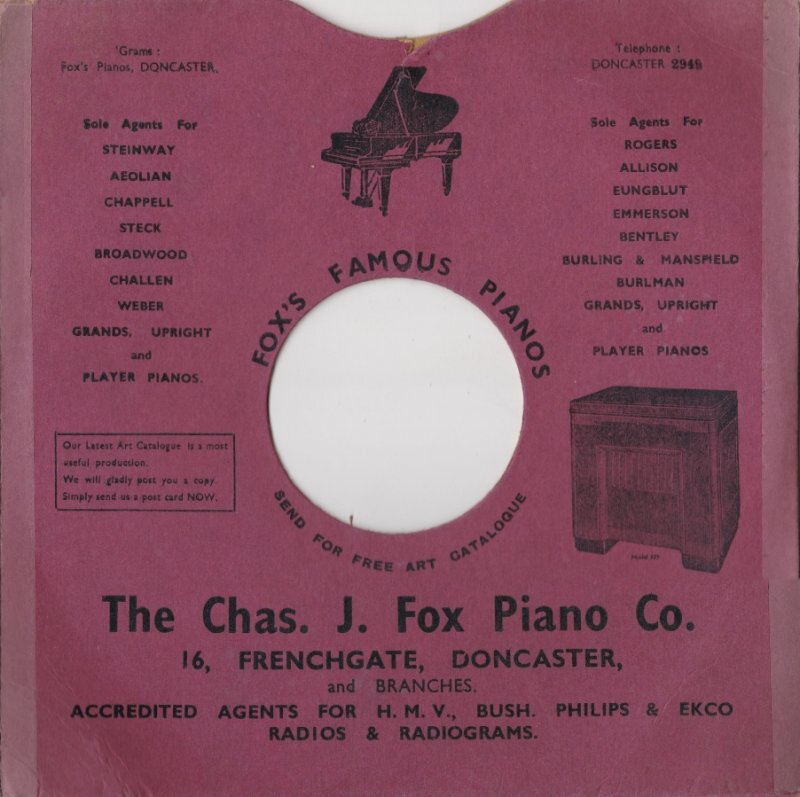 'Grams :
Fox's Pianos, DONCASTER.
Telephone :
DONCASTER 2949
Sole Agents For
STEINWAY
AEOLIAN
CHAPPELL
STECK
BROADWOOD
CHALLEN
WEBER
GRANDS, UPRIGHT
and
PLAYER PIANOS.
Sole Agents For
ROGERS
ALLISON
EUNGBLUT
EMMERSON
BENTLEY
BURLING & MANSFIELD
BURLMAN
GRANDS, UPRIGHT
and
PLAYER PIANOS
FOX'S FAMOUS PIANOS
SEND FOR FREE ART CATALOGUE
Our Latest Art Catalogue is a most
useful production.
We will gladly post you a copy.
Simply send us a post card NOW.
Model
The Chas. J. Fox Piano Co.
16, FRENCHGATE, DONCASTER,
and BRANCHES.
ACCREDITED AGENTS FOR H. M. V., BUSH. PHILIPS & EKCO
RADIOS & RADIOGRAMS.